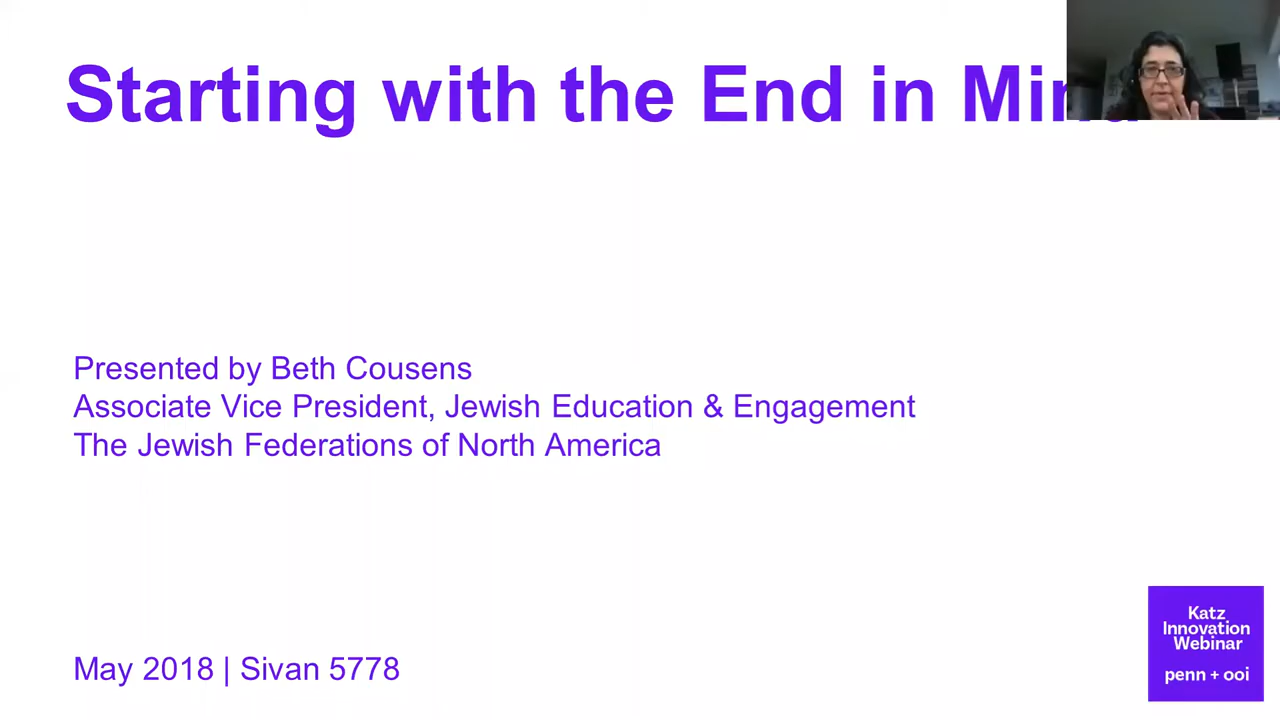 Starting with the End in
Presented by Beth Cousens
Associate Vice President, Jewish Education & Engagement
The Jewish Federations of North America
May 2018 | Sivan 5778
Katz
Innovation
Webinar
penn + ooi